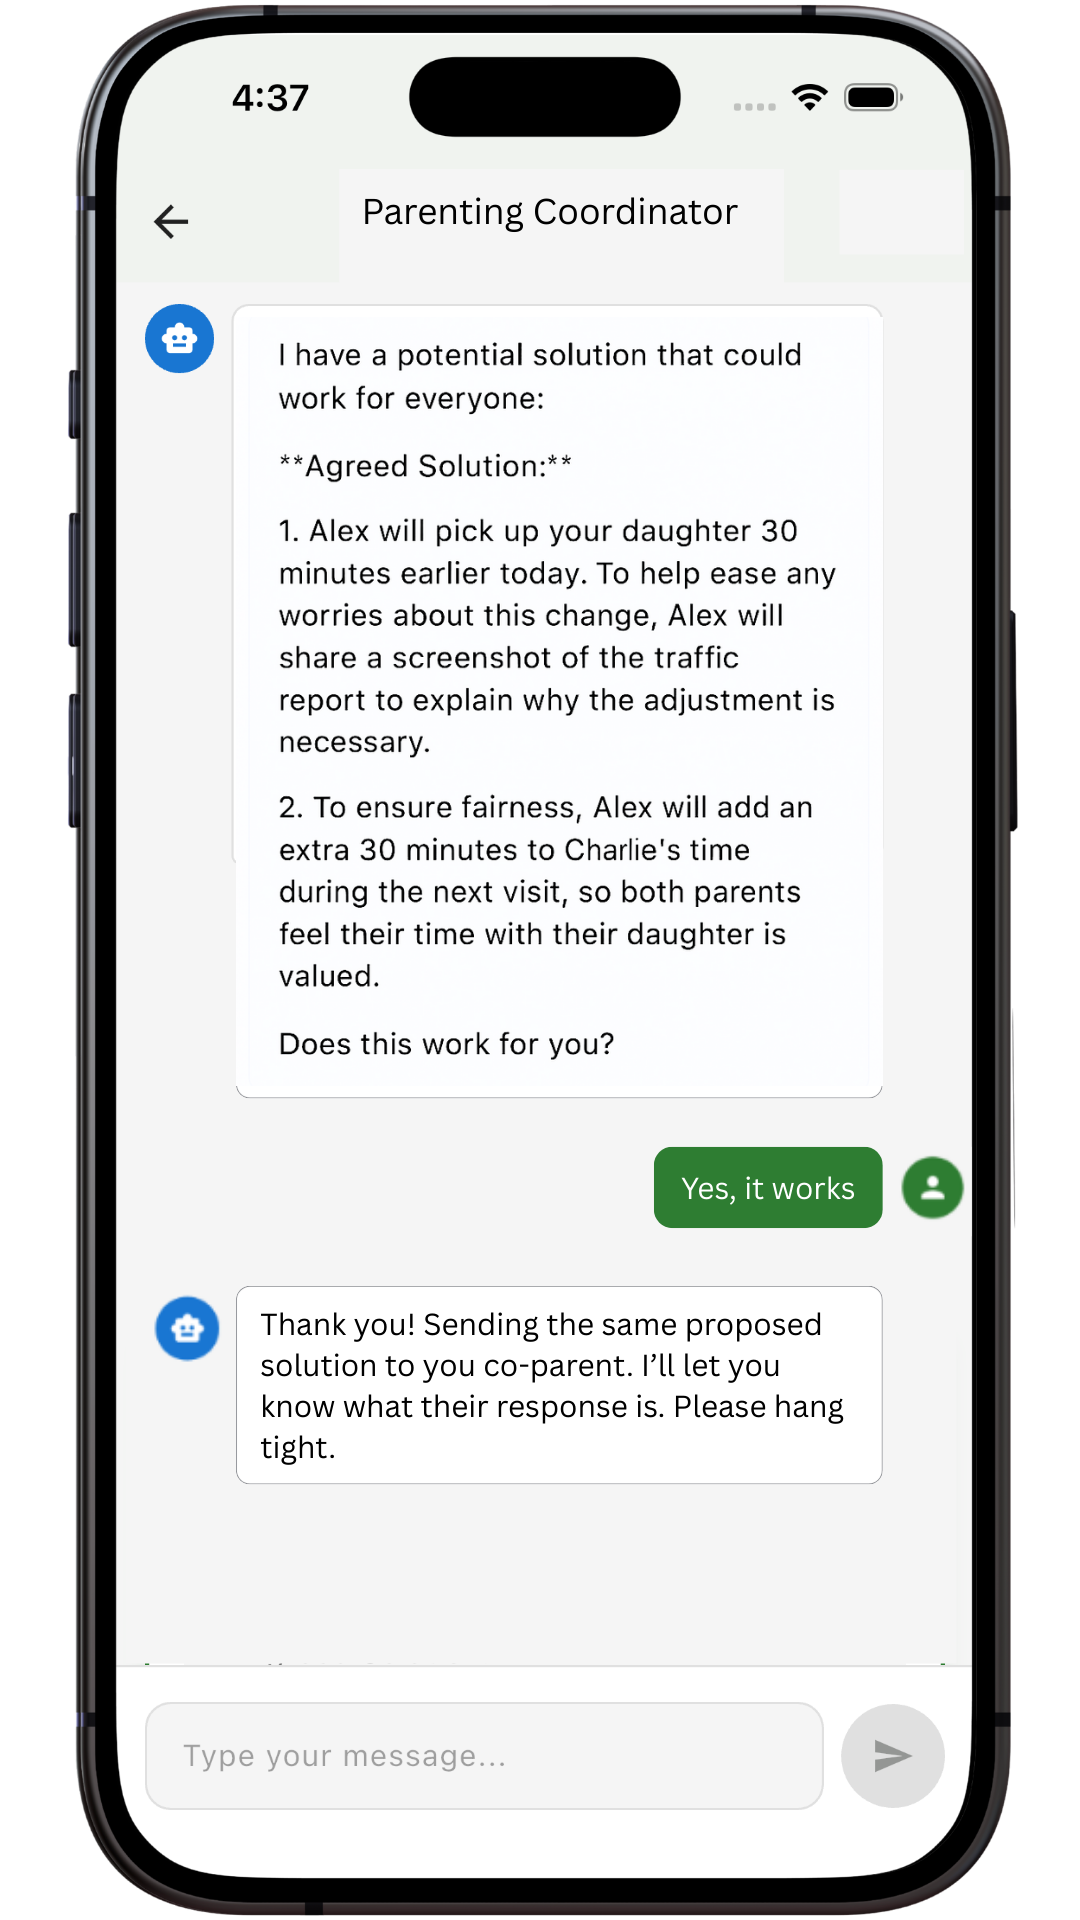 4:37
Parenting Coordinator
I have a potential solution that could
work for everyone:
**Agreed Solution:**
1. Alex will pick up your daughter 30
minutes earlier today. To help ease any
worries about this change, Alex will
share a screenshot of the traffic
report to explain why the adjustment is
necessary.
2. To ensure fairness, Alex will add an
extra 30 minutes to Charlie's time
during the next visit, so both parents
feel their time with their daughter is
valued.
Does this work for you?
Yes, it works
Thank you! Sending the same proposed
solution to you co-parent. I’ll let you
know what their response is. Please hang
tight.
Type your message...